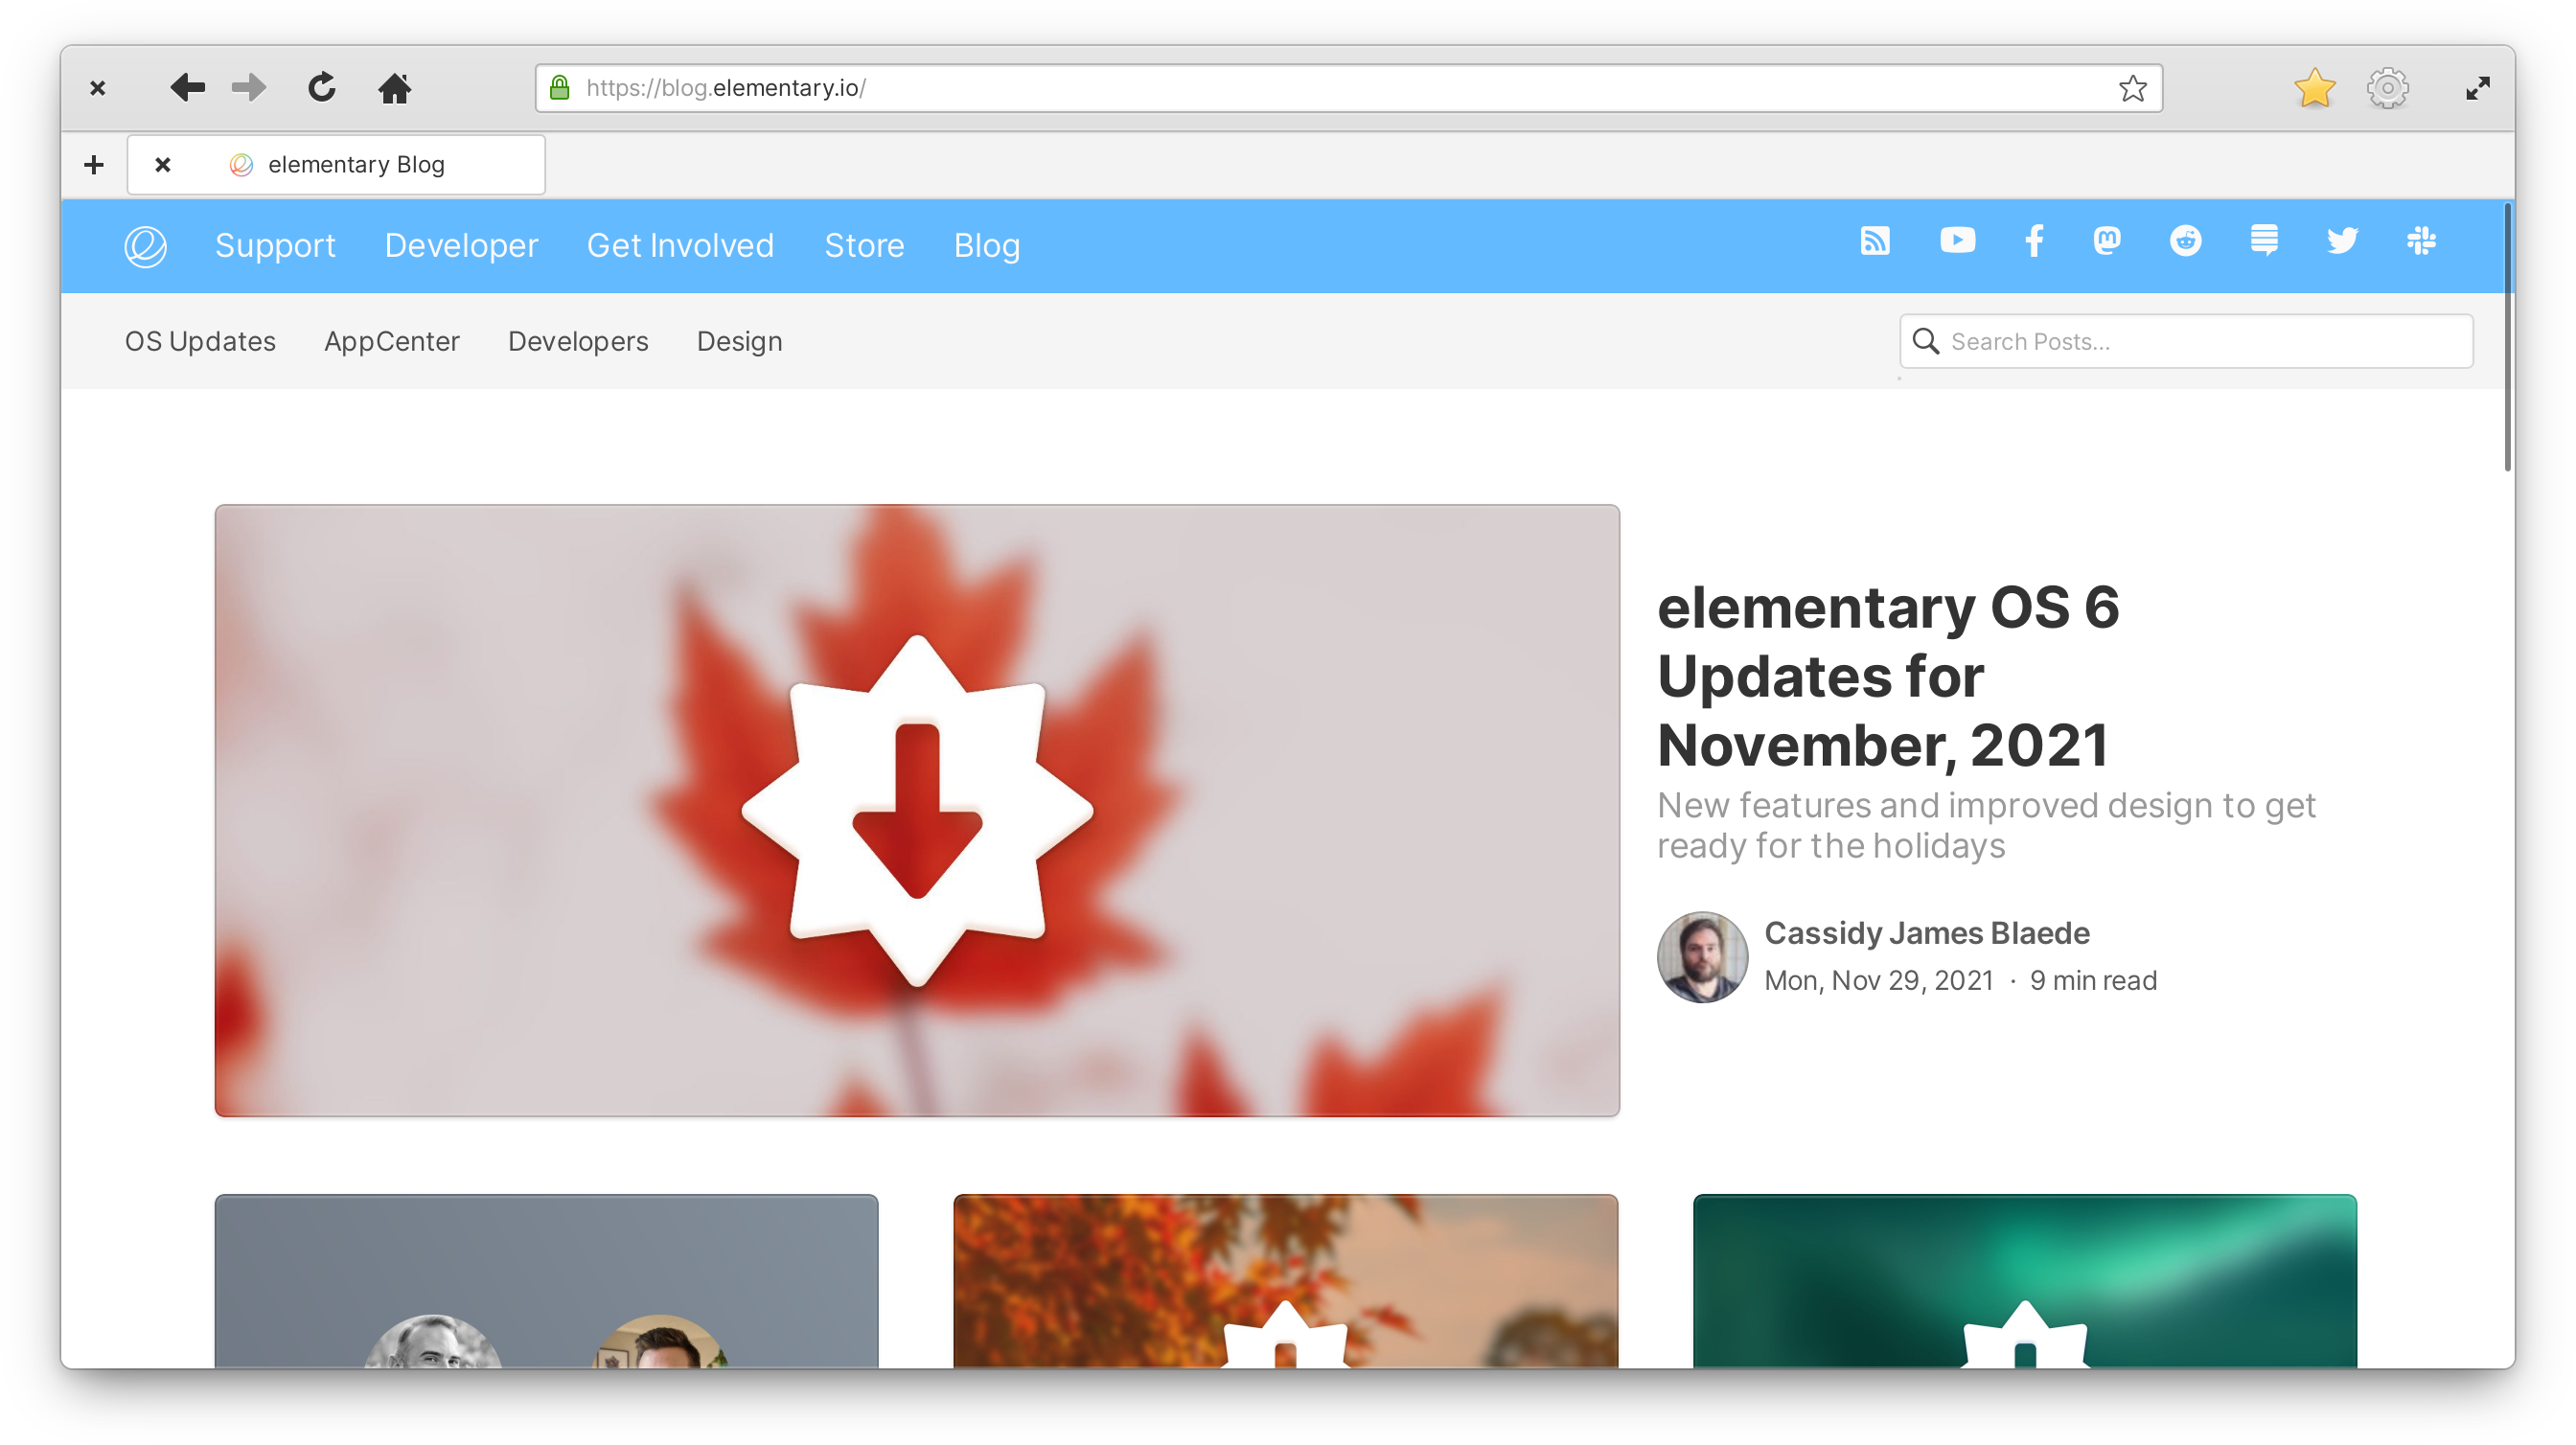 https://blog.elementary.io/
elementary Blog
Support Developer Get Involved Store Blog
OS Updates AppCenter Developers Design
Search Posts...
elementary OS 6
Updates for
November, 2021
New features and improved design to get
ready for the holidays
Cassidy James Blaede
Mon, Nov 29, 2021 · 9 min read